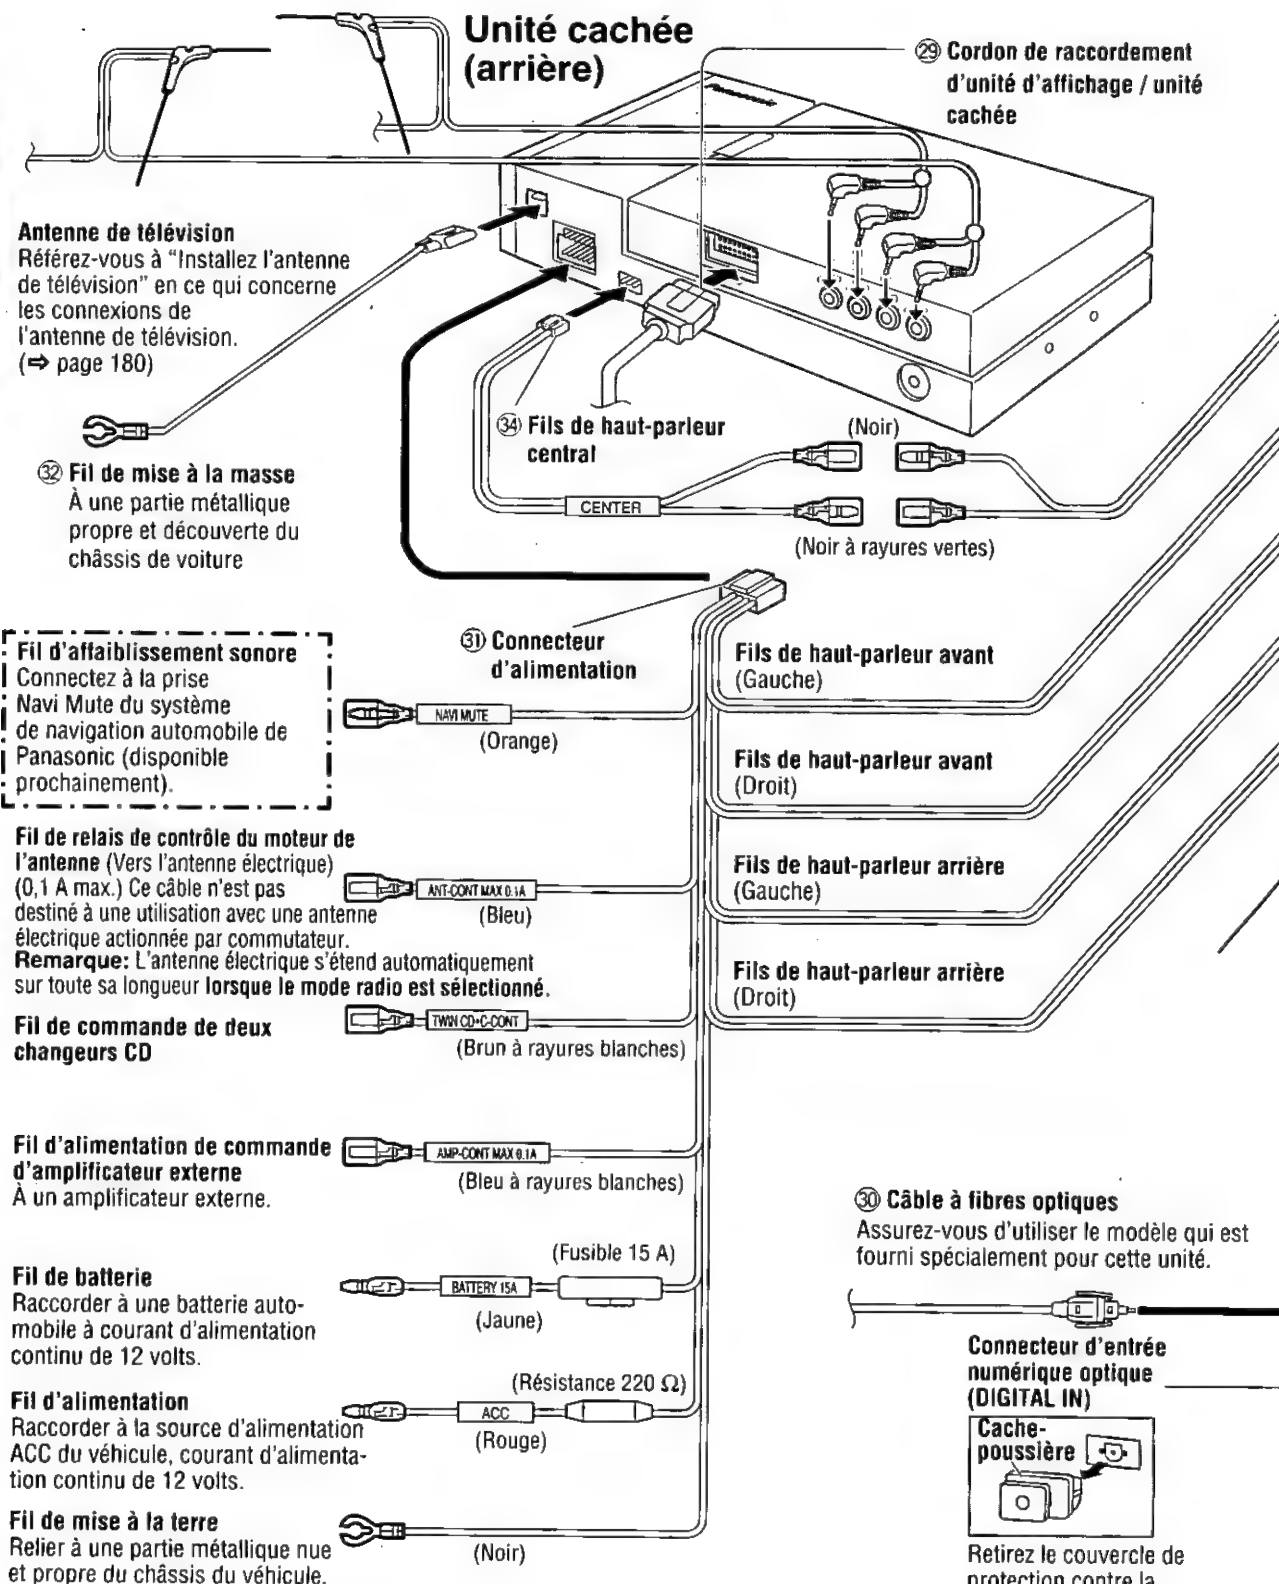 Unité cachée
(arrière)
㉙ Cordon de raccordement
d'unité d'affichage / unité
cachée
Panasonic
Antenne de télévision
Référez-vous à “Installez l'antenne
de télévision” en ce qui concerne
les connexions de
l'antenne de télévision.
(⇨ page 180)
㉞ Fils de haut-parleur
central
(Noir)
㉜ Fil de mise à la masse
À une partie métallique
propre et découverte du
châssis de voiture
CENTER
(Noir à rayures vertes)
㉛ Connecteur
d'alimentation
Fil d'affaiblissement sonore
Connectez à la prise
Navi Mute du système
de navigation automobile de
Panasonic (disponible
prochainement).
NAVI MUTE
(Orange)
Fils de haut-parleur avant
(Gauche)
Fils de haut-parleur avant
(Droit)
Fil de relais de contrôle du moteur de
l'antenne (Vers l'antenne électrique)
(0,1 A max.) Ce câble n'est pas
destiné à une utilisation avec une antenne
électrique actionnée par commutateur.
Remarque: L'antenne électrique s'étend automatiquement
sur toute sa longueur lorsque le mode radio est sélectionné.
ANT-CONT MAX 0.1A
(Bleu)
Fils de haut-parleur arrière
(Gauche)
Fils de haut-parleur arrière
(Droit)
Fil de commande de deux
changeurs CD
TWIN CD•C-CONT
(Brun à rayures blanches)
Fil d'alimentation de commande
d'amplificateur externe
À un amplificateur externe.
AMP-CONT MAX 0.1A
(Bleu à rayures blanches)
㉚ Câble à fibres optiques
Assurez-vous d'utiliser le modèle qui est
fourni spécialement pour cette unité.
(Fusible 15 A)
Fil de batterie
Raccorder à une batterie auto-
mobile à courant d'alimentation
continu de 12 volts.
BATTERY 15A
(Jaune)
Connecteur d'entrée
numérique optique
(DIGITAL IN)
(Résistance 220 Ω)
Fil d'alimentation
Raccorder à la source d'alimentation
ACC du véhicule, courant d'alimenta-
tion continu de 12 volts.
ACC
(Rouge)
Cache-
poussière
Fil de mise à la terre
Relier à une partie métallique nue
et propre du châssis du véhicule.
(Noir)
Retirez le couvercle de
protection contre la